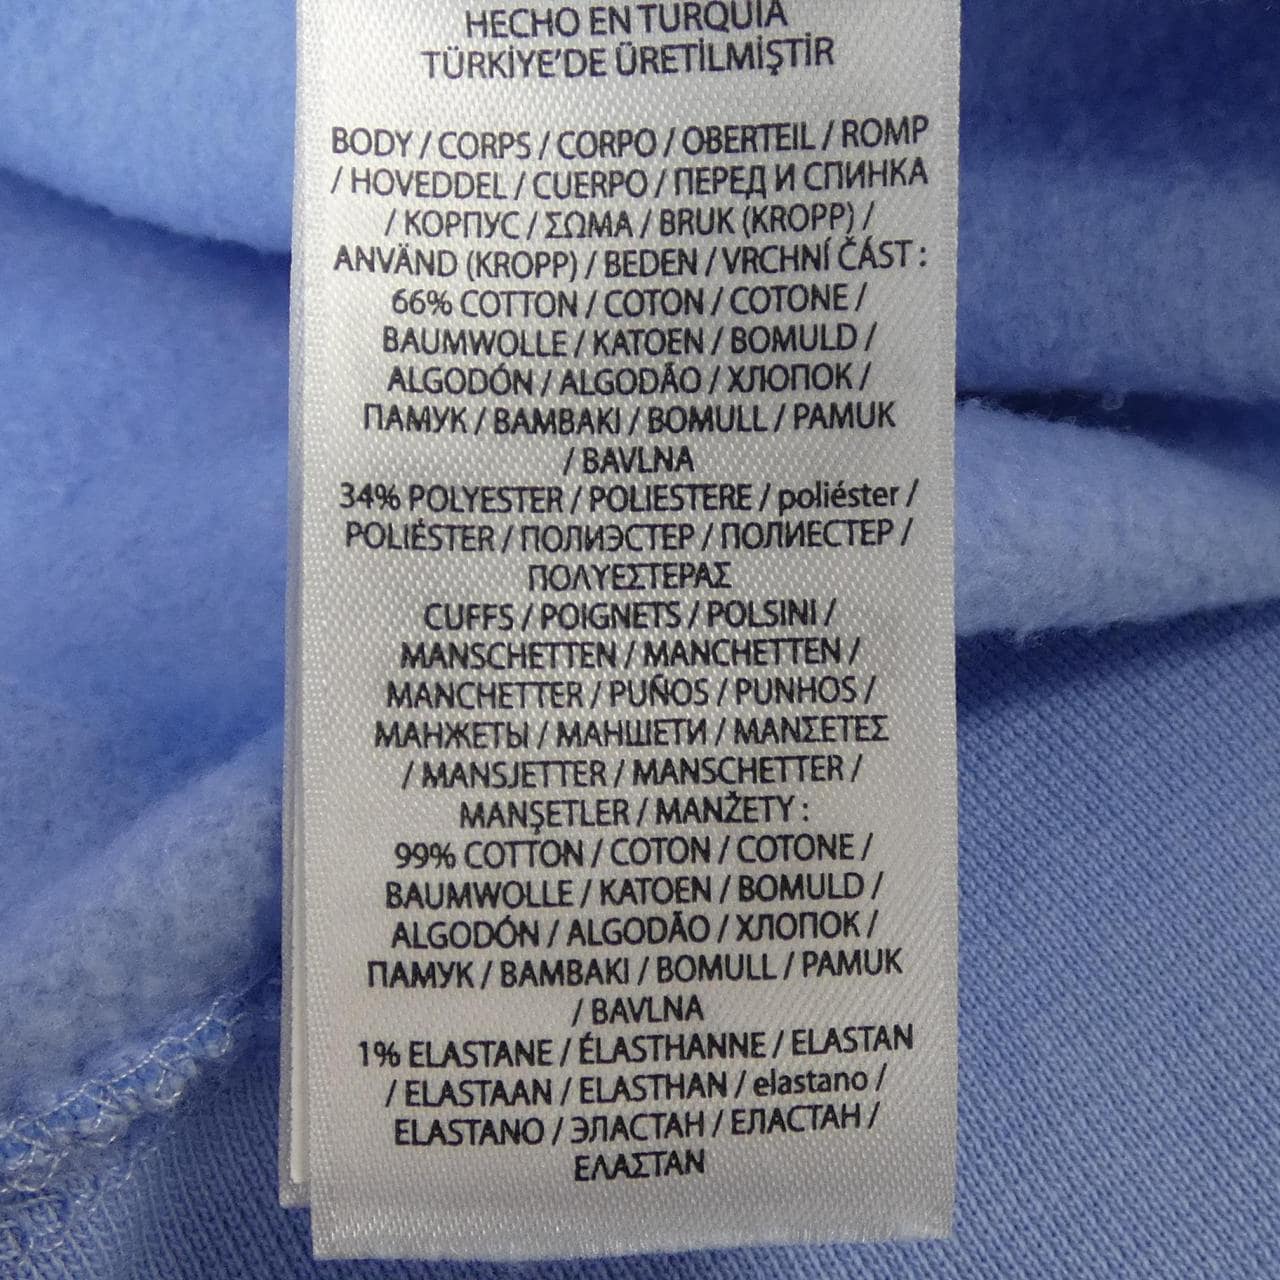 HECHO EN TURQUÍA
TÜRKİYE'DE ÜRETİLMİŞTİR
BODY / CORPS / CORPO / OBERTEIL / ROMP
/ HOVEDDEL / CUERPO / ПЕРЕД И СПИНКА
/ КОРПУС / ΣΩΜΑ / BRUK (KROPP) /
ANVÄND (KROPP) / BEDEN / VRCHNÍ ČÁST :
66% COTTON / COTON / COTONE /
BAUMWOLLE / KATOEN / BOMULD /
ALGODÓN / ALGODÃO / ХЛОПОК /
ПАМУК / BAMBAKI / BOMULL / PAMUK
/ BAVLNA
34% POLYESTER / POLIESTERE / poliéster /
POLIÉSTER / ПОЛИЭСТЕР / ПОЛИЕСТЕР /
ΠΟΛΥΕΣΤΕΡΑΣ
CUFFS / POIGNETS / POLSINI /
MANSCHETTEN / MANCHETTEN /
MANCHETTER / PUÑOS / PUNHOS /
МАНЖЕТЫ / МАНШЕТИ / ΜΑΝΣΕΤΕΣ
/ MANSJETTER / MANSCHETTER /
MANŞETLER / MANŽETY :
99% COTTON / COTON / COTONE /
BAUMWOLLE / KATOEN / BOMULD /
ALGODÓN / ALGODÃO / ХЛОПОК /
ПАМУК / BAMBAKI / BOMULL / PAMUK
/ BAVLNA
1% ELASTANE / ÉLASTHANNE / ELASTAN
/ ELASTAAN / ELASTHAN / elastano /
ELASTANO / ЭЛАСТАН / ЕЛАСТАН /
ΕΛΑΣΤΑΝ